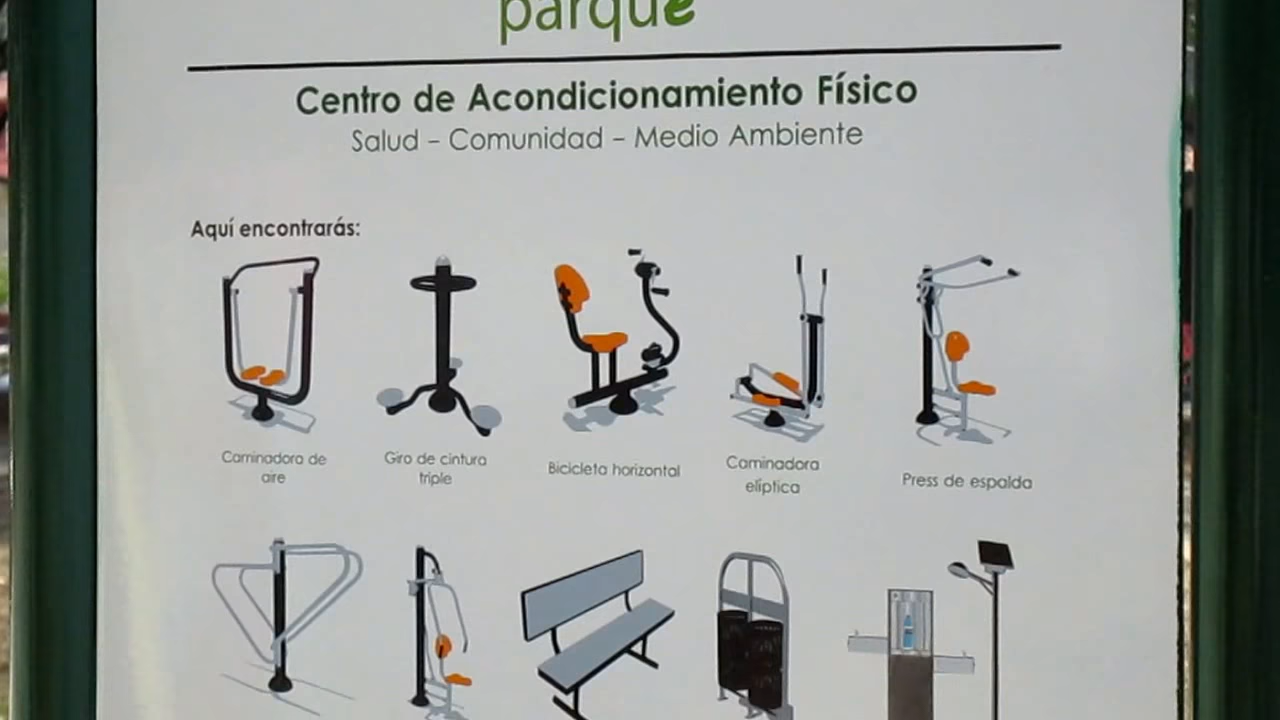 parque
Centro de Acondicionamiento Físico
Salud – Comunidad – Medio Ambiente
Aquí encontrarás:
Caminadora de
aire
Giro de cintura
triple
Bicicleta horizontal
Caminadora
elíptica
Press de espalda